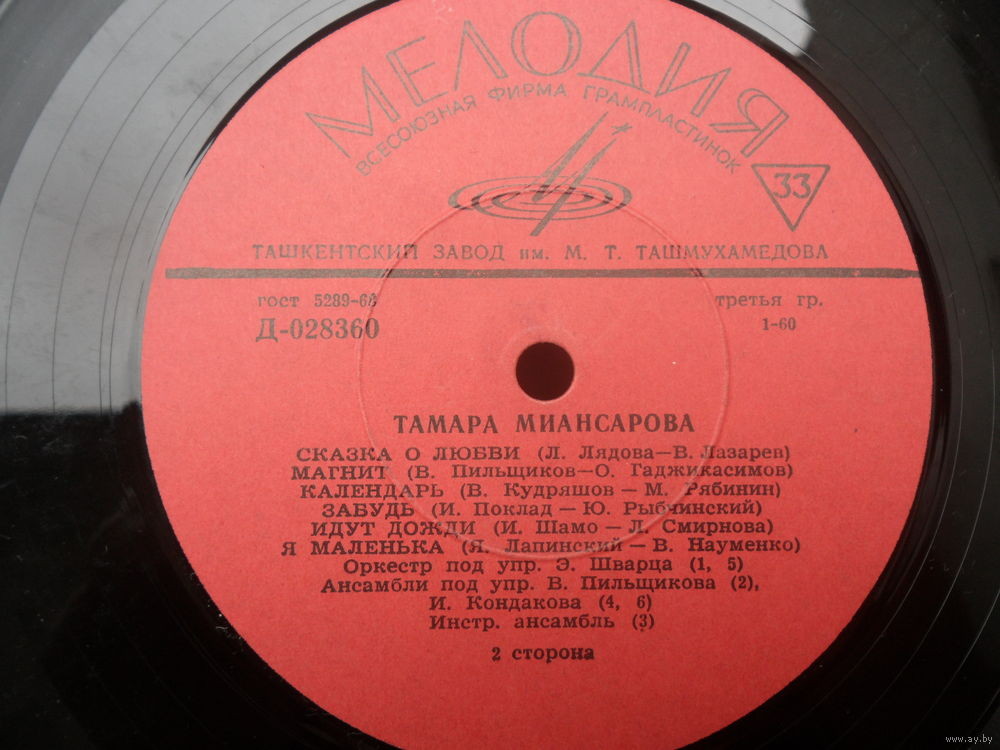 МЕЛОДИЯ
ВСЕСОЮЗНАЯ ФИРМА ГРАМПЛАСТИНОК
33
ТАШКЕНТСКИЙ ЗАВОД им. М. Т. ТАШМУХАМЕДОВА
гост 5289-68 третья гр.
Д-028360 1-60
ТАМАРА МИАНСАРОВА
СКАЗКА О ЛЮБВИ (Л. Лядова—В. Лазарев)
МАГНИТ (В. Пильщиков—О. Гаджикасимов)
КАЛЕНДАРЬ (В. Кудряшов — М. Рябинин)
ЗАБУДЬ (И. Поклад — Ю. Рыбчинский)
ИДУТ ДОЖДИ (И. Шамо — Л. Смирнова)
Я МАЛЕНЬКА (Я. Лапинский — В. Науменко)
Оркестр под упр. Э. Шварца (1, 5)
Ансамбли под упр. В. Пильщикова (2),
И. Кондакова (4, 6)
Инстр. ансамбль (3)
2 сторона
www.ay.by